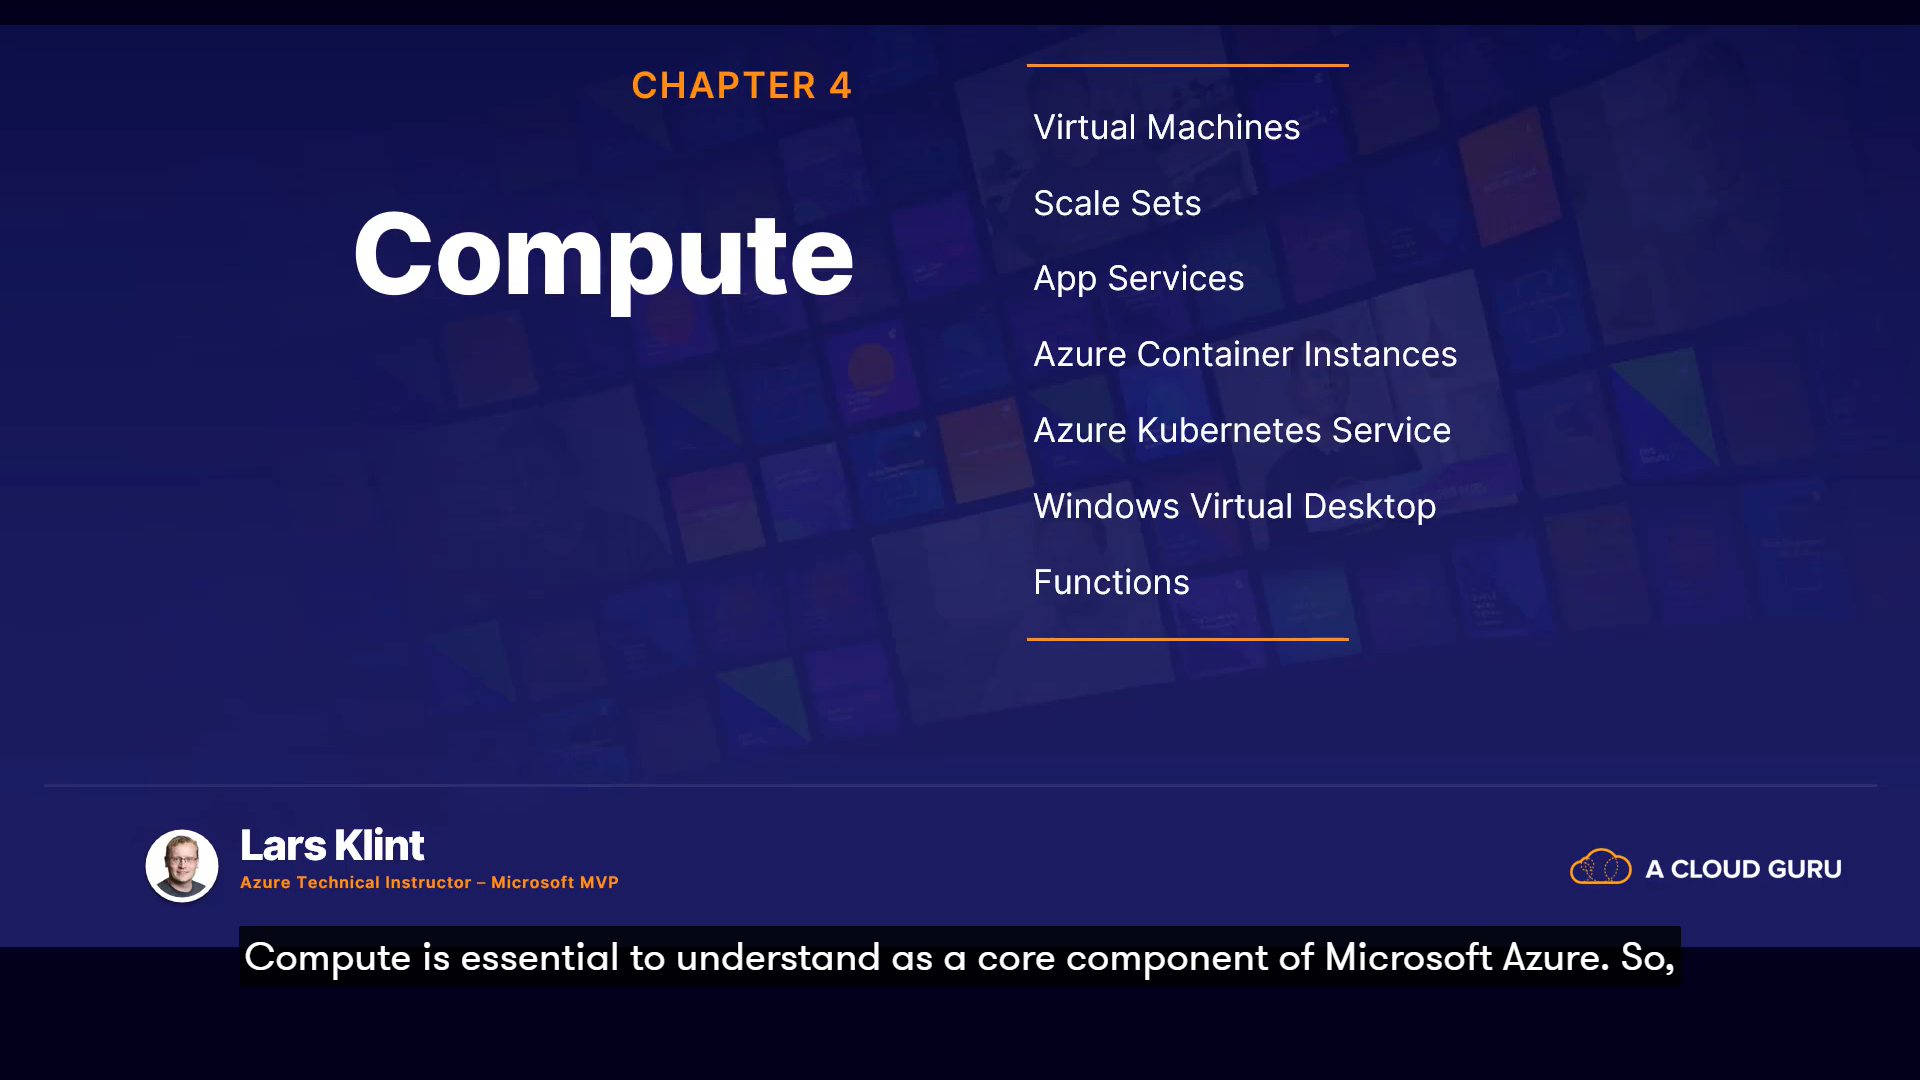 CHAPTER 4
Compute
Virtual Machines
Scale Sets
App Services
Azure Container Instances
Azure Kubernetes Service
Windows Virtual Desktop
Functions
Lars Klint
Azure Technical Instructor – Microsoft MVP
A CLOUD GURU
Compute is essential to understand as a core component of Microsoft Azure. So,